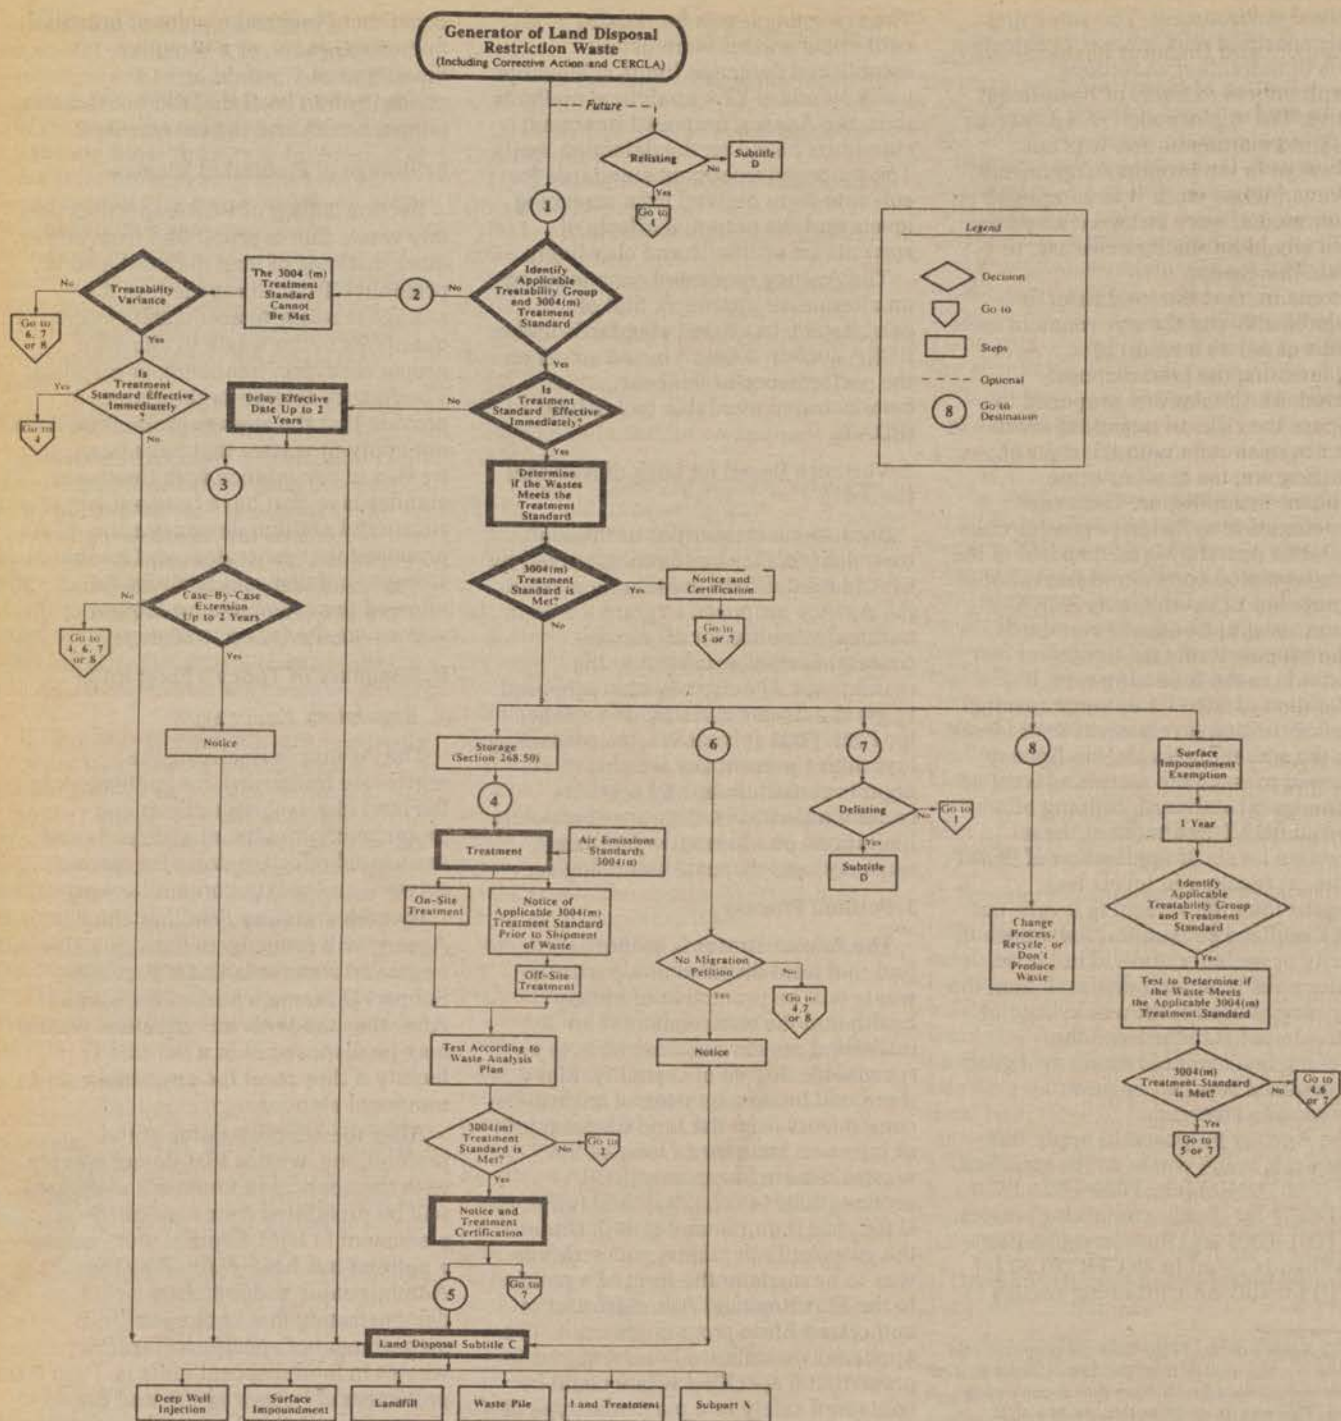 Generator of Land Disposal
Restriction Waste
(Including Corrective Action and CERCLA)
Future
Relisting
No
Subtitle
D
Yes
Go to
1
1
Legend
Decision
Go to
Steps
Optional
8
Go to
Destination
Identify
Applicable
Treatability Group
and 3004(m)
Treatment
Standard
No
2
The 3004 (m)
Treatment
Standard
Cannot
Be Met
Treatability
Variance
No
Go to
6, 7
or 8
Yes
Yes
Is
Treatment
Standard Effective
Immediately
?
Yes
Go to
4
No
Delay Effective
Date Up to 2
Years
No
Is
Treatment
Standard Effective
Immediately?
Yes
3
Determine
if the Wastes
Meets the
Treatment
Standard
3004(m)
Treatment
Standard is
Met?
Yes
Notice and
Certification
Go to
5 or 7
No
Case-By-Case
Extension
Up to 2 Years
No
Go to
4, 6, 7
or 8
Yes
Notice
Storage
(Section 268.50)
4
Treatment
Air Emissions
Standards
3004(n)
On-Site
Treatment
Notice of
Applicable 3004(m)
Treatment Standard
Prior to Shipment
of Waste
Off-Site
Treatment
Test According to
Waste Analysis
Plan
3004(m)
Treatment
Standard is
Met?
No
Go to
2
Yes
Notice and
Treatment
Certification
5
Go to
7
6
No Migration
Petition
No
Go to
4,7
or 8
Yes
Notice
7
Delisting
No
Go to
1
Yes
Subtitle
D
8
Change
Process,
Recycle, or
Don't
Produce
Waste
Surface
Impoundment
Exemption
1 Year
Identify
Applicable
Treatability Group
and Treatment
Standard
Yes
Test to Determine if
the Waste Meets
the Applicable 3004(m)
Treatment Standard
3004(m)
Treatment Standard
is Met?
No
Go to
4,6
or 7
Yes
Go to
5 or 7
Land Disposal Subtitle C
Deep Well
Injection
Surface
Impoundment
Landfill
Waste Pile
Land Treatment
Subpart X